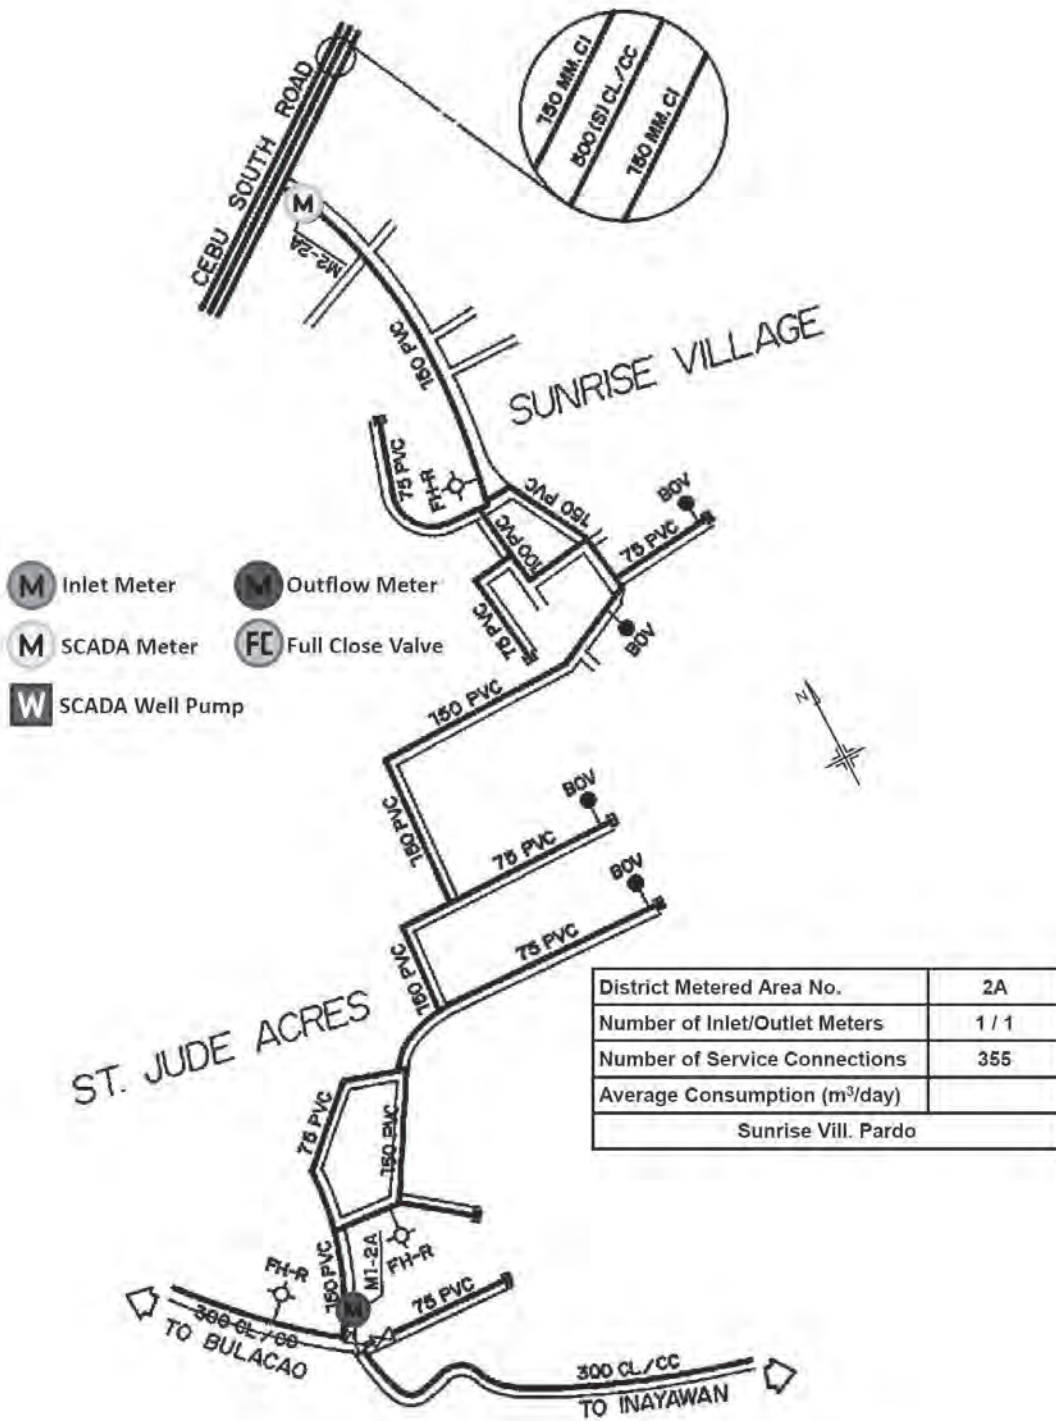 CEBU SOUTH ROAD
750 MM. CI
500 (S) CL./CC
750 MM. CI
M
M2-2A
150 PVC
SUNRISE VILLAGE
75 PVC
FH-R
150 PVC
100 PVC
BOV
75 PVC
M Inlet Meter
M Outflow Meter
M SCADA Meter
FC Full Close Valve
W SCADA Well Pump
75 PVC
BOV
150 PVC
N
150 PVC
BOV
75 PVC
BOV
75 PVC
150 PVC
District Metered Area No. 2A
Number of Inlet/Outlet Meters 1 / 1
Number of Service Connections 355
Average Consumption (m³/day)
Sunrise Vill. Pardo
ST. JUDE ACRES
75 PVC
150 PVC
M1-2A
FH-R
FH-R
150 PVC
M
75 PVC
300 CL/CC
TO BULACAO
300 CL./CC
TO INAYAWAN